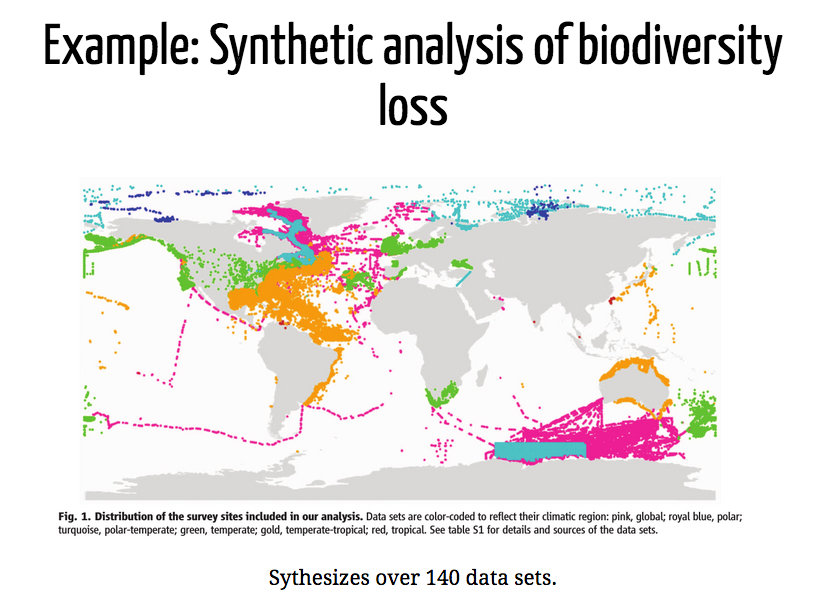 Example: Synthetic analysis of biodiversity
loss
Fig. 1. Distribution of the survey sites included in our analysis. Data sets are color-coded to reflect their climatic region: pink, global; royal blue, polar;
turquoise, polar-temperate; green, temperate; gold, temperate-tropical; red, tropical. See table S1 for details and sources of the data sets.
Sythesizes over 140 data sets.